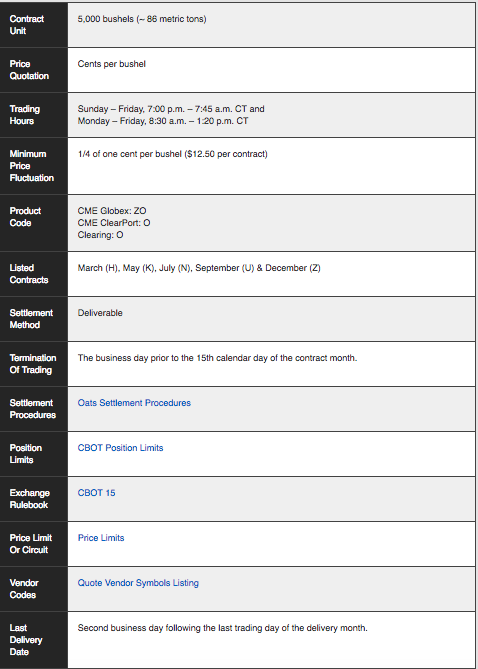 Contract
Unit
5,000 bushels (~ 86 metric tons)
Price
Quotation
Cents per bushel
Trading
Hours
Sunday – Friday, 7:00 p.m. – 7:45 a.m. CT and
Monday – Friday, 8:30 a.m. – 1:20 p.m. CT
Minimum
Price
Fluctuation
1/4 of one cent per bushel ($12.50 per contract)
Product
Code
CME Globex: ZO
CME ClearPort: O
Clearing: O
Listed
Contracts
March (H), May (K), July (N), September (U) & December (Z)
Settlement
Method
Deliverable
Termination
Of Trading
The business day prior to the 15th calendar day of the contract month.
Settlement
Procedures
Oats Settlement Procedures
Position
Limits
CBOT Position Limits
Exchange
Rulebook
CBOT 15
Price Limit
Or Circuit
Price Limits
Vendor
Codes
Quote Vendor Symbols Listing
Last
Delivery
Date
Second business day following the last trading day of the delivery month.